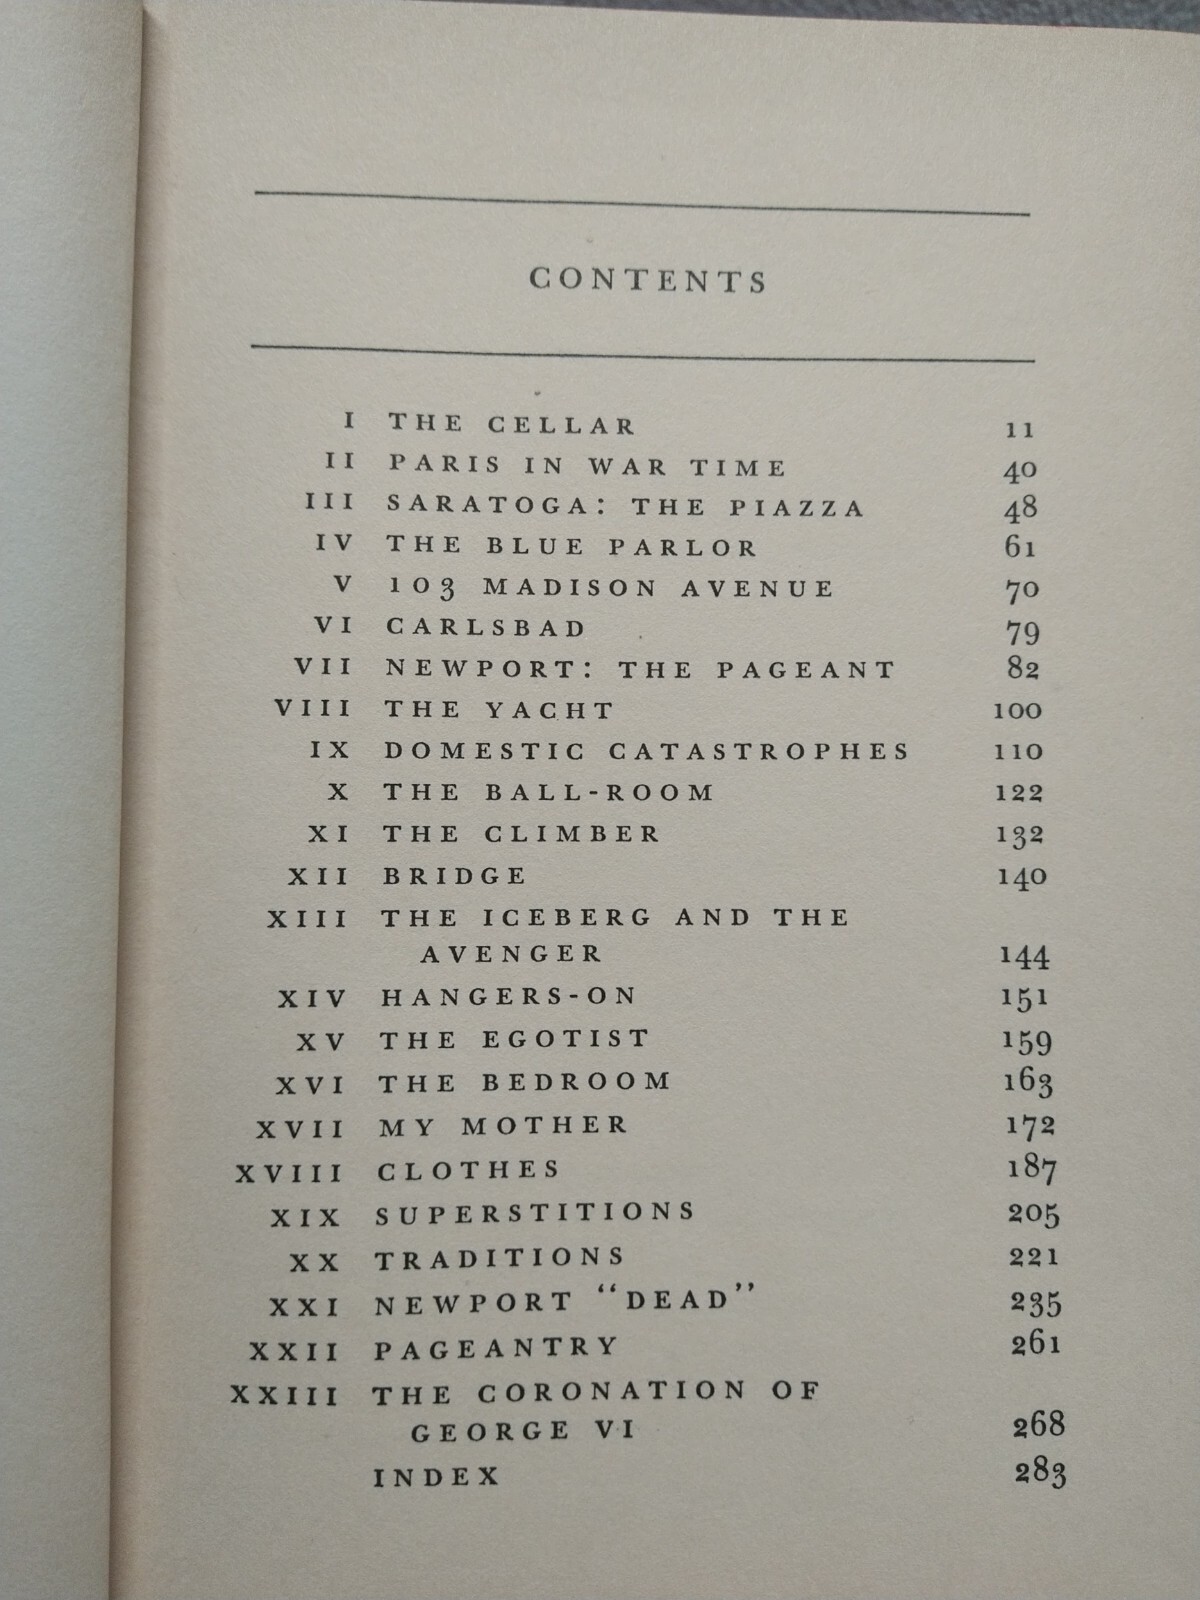 CONTENTS
I THE CELLAR 11
II PARIS IN WAR TIME 40
III SARATOGA: THE PIAZZA 48
IV THE BLUE PARLOR 61
V 103 MADISON AVENUE 70
VI CARLSBAD 79
VII NEWPORT: THE PAGEANT 82
VIII THE YACHT 100
IX DOMESTIC CATASTROPHES 110
X THE BALL-ROOM 122
XI THE CLIMBER 132
XII BRIDGE 140
XIII THE ICEBERG AND THE
AVENGER 144
XIV HANGERS-ON 151
XV THE EGOTIST 159
XVI THE BEDROOM 163
XVII MY MOTHER 172
XVIII CLOTHES 187
XIX SUPERSTITIONS 205
XX TRADITIONS 221
XXI NEWPORT “DEAD” 235
XXII PAGEANTRY 261
XXIII THE CORONATION OF
GEORGE VI 268
INDEX 283